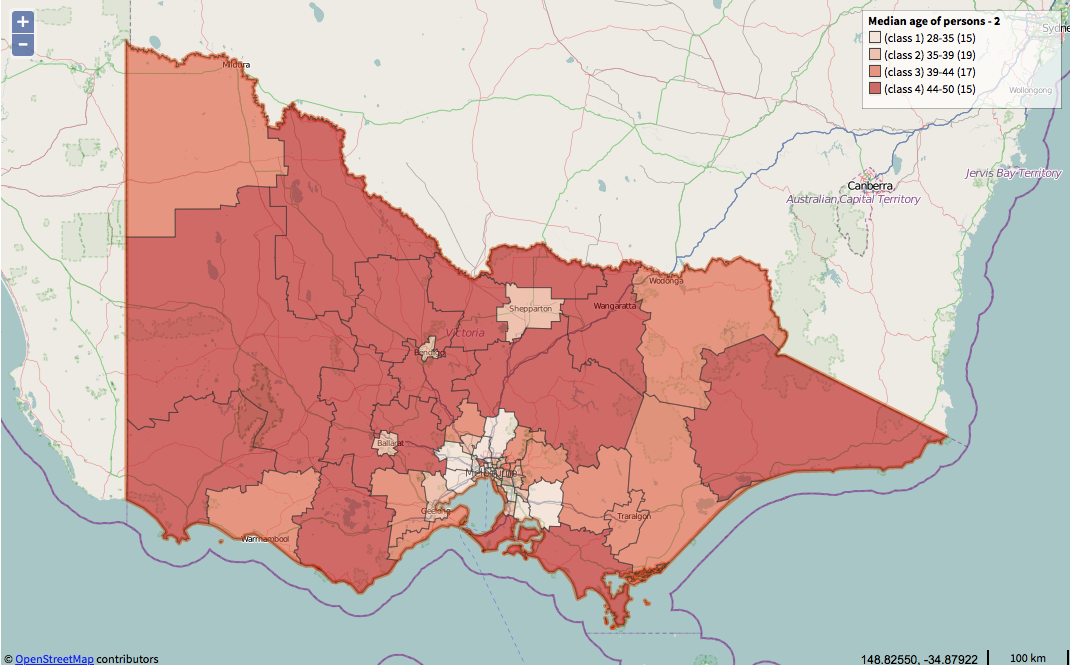 +
−
Median age of persons - 2
(class 1) 28-35 (15)
(class 2) 35-39 (19)
(class 3) 39-44 (17)
(class 4) 44-50 (15)
Sydne
Wollongong
Mildura
Jervis Bay Territory
Canberra
Australian Capital Territory
Wodonga
Wangaratta
Shepparton
Victoria
Bendigo
Ballarat
Melbourne
Geelong
Traralgon
Warrnambool
© OpenStreetMap contributors
148.82550, -34.87922
100 km